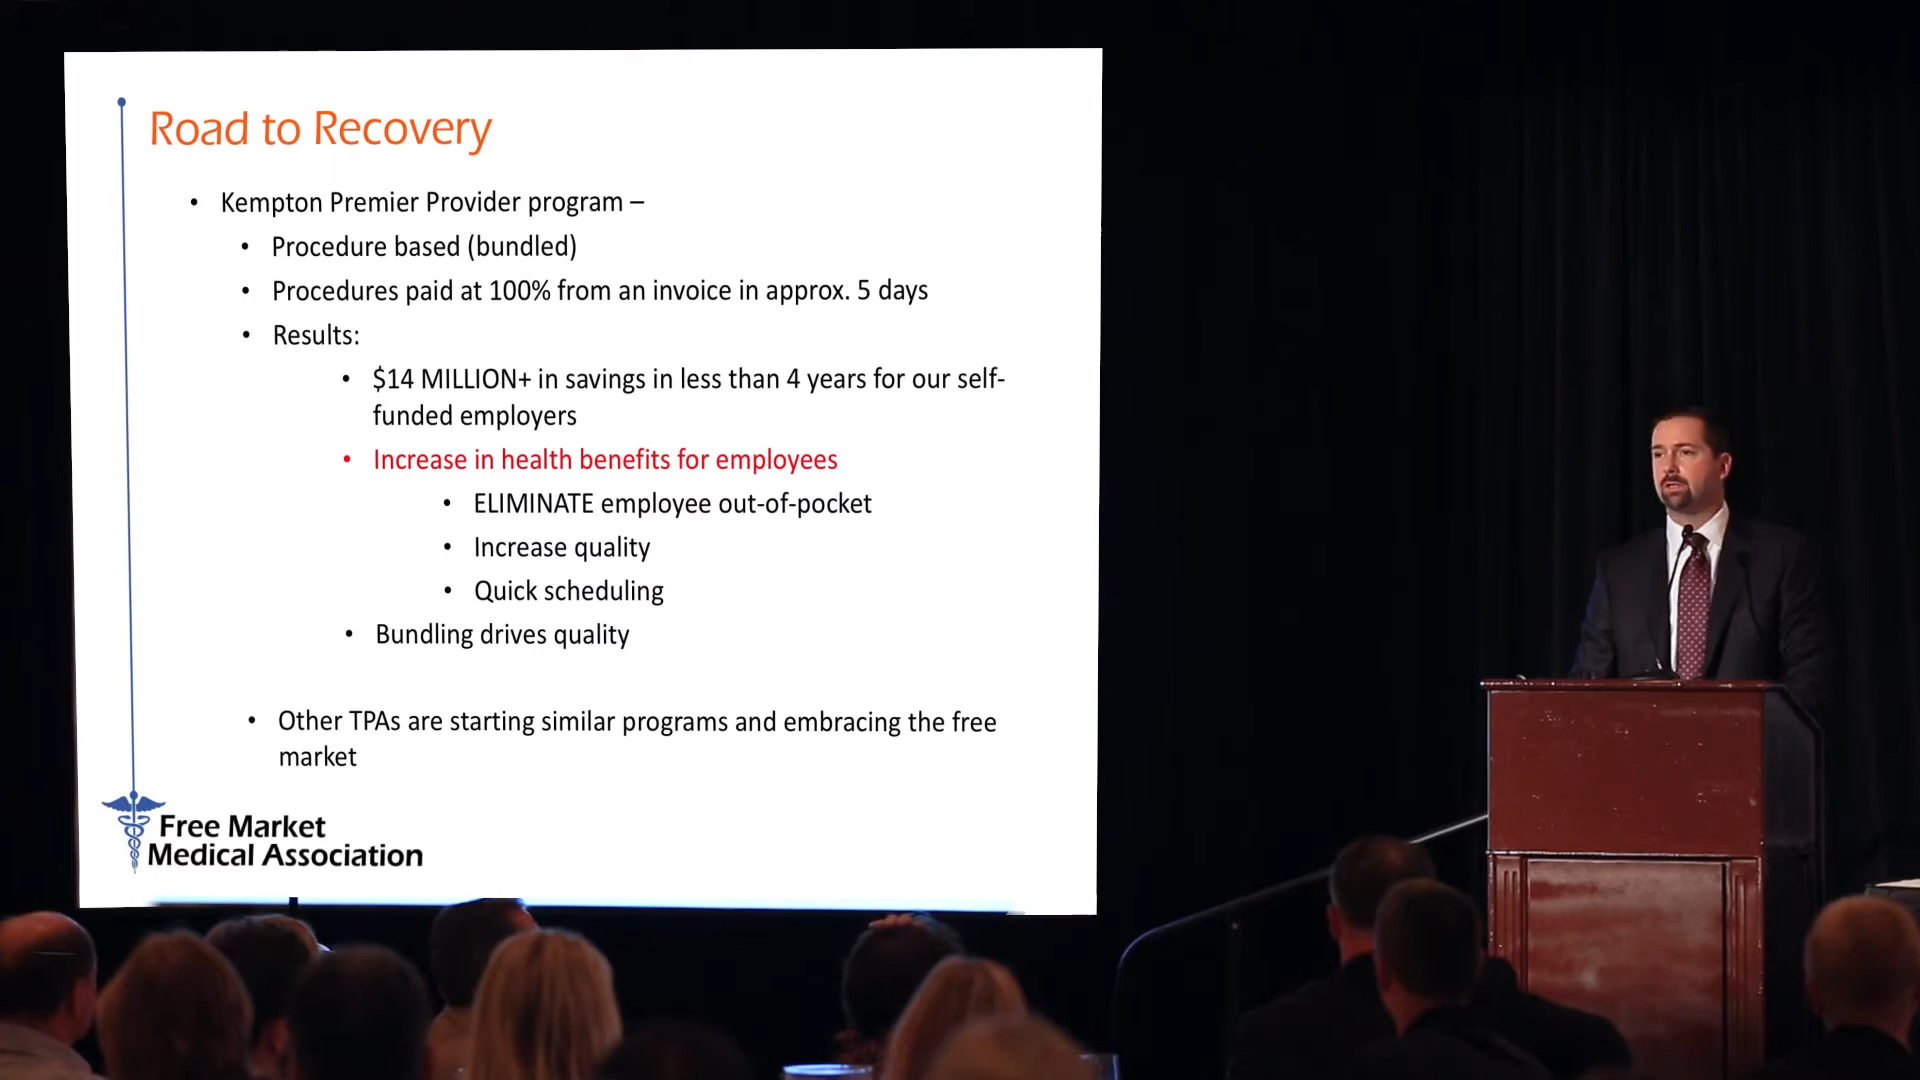 Road to Recovery
• Kempton Premier Provider program –
• Procedure based (bundled)
• Procedures paid at 100% from an invoice in approx. 5 days
• Results:
• $14 MILLION+ in savings in less than 4 years for our self-
funded employers
• Increase in health benefits for employees
• ELIMINATE employee out-of-pocket
• Increase quality
• Quick scheduling
• Bundling drives quality
• Other TPAs are starting similar programs and embracing the free
market
Free Market
Medical Association